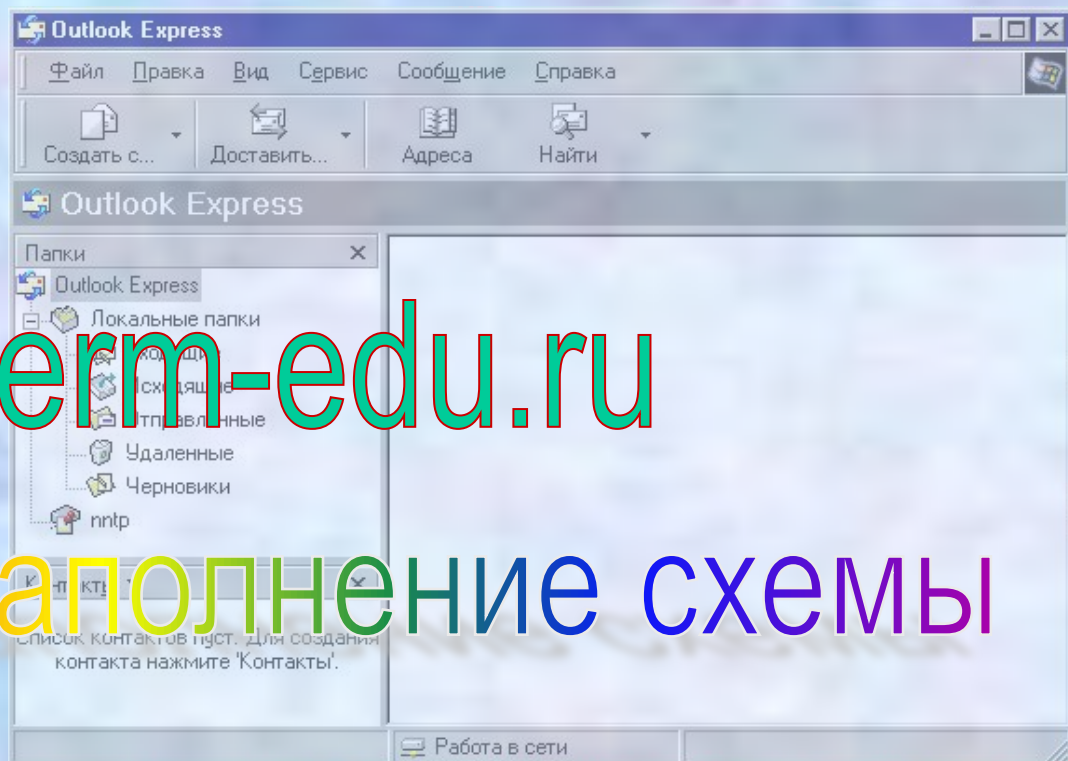 Outlook Express
Файл Правка Вид Сервис Сообщение Справка
Создать с... Доставить... Адреса Найти
Outlook Express
Папки
Outlook Express
Локальные папки
erm-edu.ru
Удаленные
Черновики
nntp
аполнение схемы
Список контактов пуст. Для создания
контакта нажмите 'Контакты'.
Работа в сети